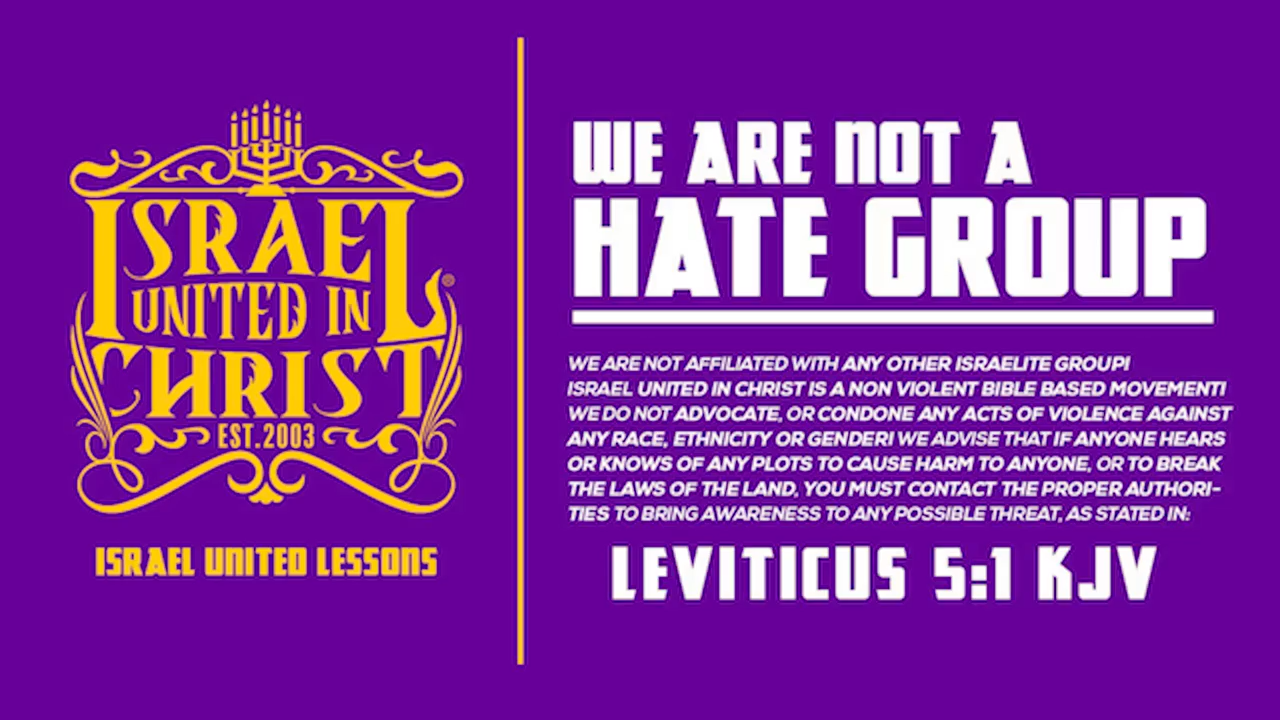 ISRAEL
UNITED IN
CHRIST
EST. 2003
ISRAEL UNITED LESSONS
WE ARE NOT A
HATE GROUP
WE ARE NOT AFFILIATED WITH ANY OTHER ISRAELITE GROUP!
ISRAEL UNITED IN CHRIST IS A NON VIOLENT BIBLE BASED MOVEMENT!
WE DO NOT ADVOCATE, OR CONDONE ANY ACTS OF VIOLENCE AGAINST
ANY RACE, ETHNICITY OR GENDER! WE ADVISE THAT IF ANYONE HEARS
OR KNOWS OF ANY PLOTS TO CAUSE HARM TO ANYONE, OR TO BREAK
THE LAWS OF THE LAND, YOU MUST CONTACT THE PROPER AUTHORI-
TIES TO BRING AWARENESS TO ANY POSSIBLE THREAT, AS STATED IN:
LEVITICUS 5:1 KJV